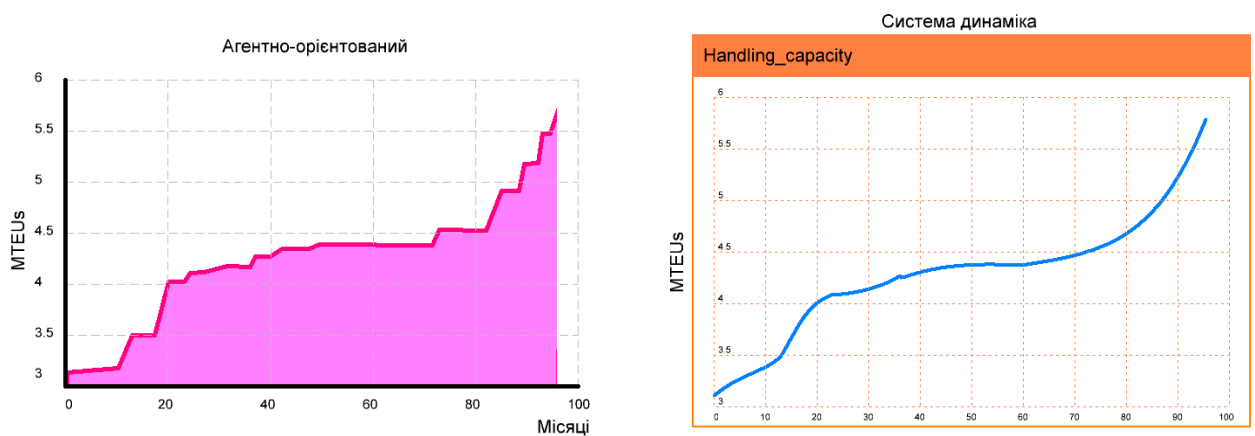 Агентно-орієнтований
6
5.5
5
4.5
4
3.5
3
MTEUs
0 20 40 60 80 100
Місяці
Система динаміка
Handling_capacity
6
5.5
5
4.5
4
3.5
3
MTEUs
0 10 20 30 40 50 60 70 80 90 100